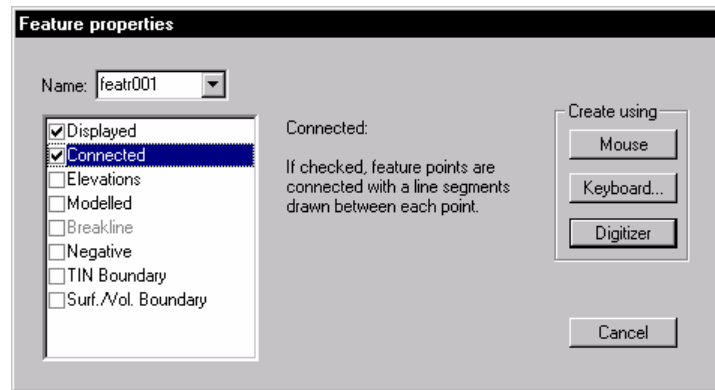 Feature properties
Name: featr001
Displayed
Connected
Elevations
Modelled
Breakline
Negative
TIN Boundary
Surf./Vol. Boundary
Connected:
If checked, feature points are
connected with a line segments
drawn between each point.
Create using
Mouse
Keyboard...
Digitizer
Cancel